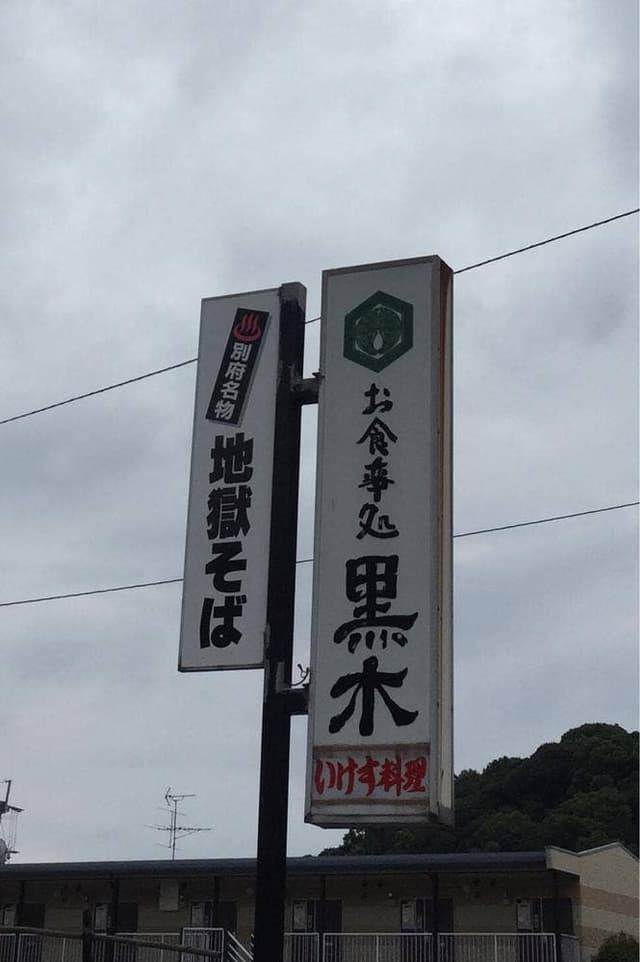 別府名物
地獄そば
お食事処
黒木
いけす料理